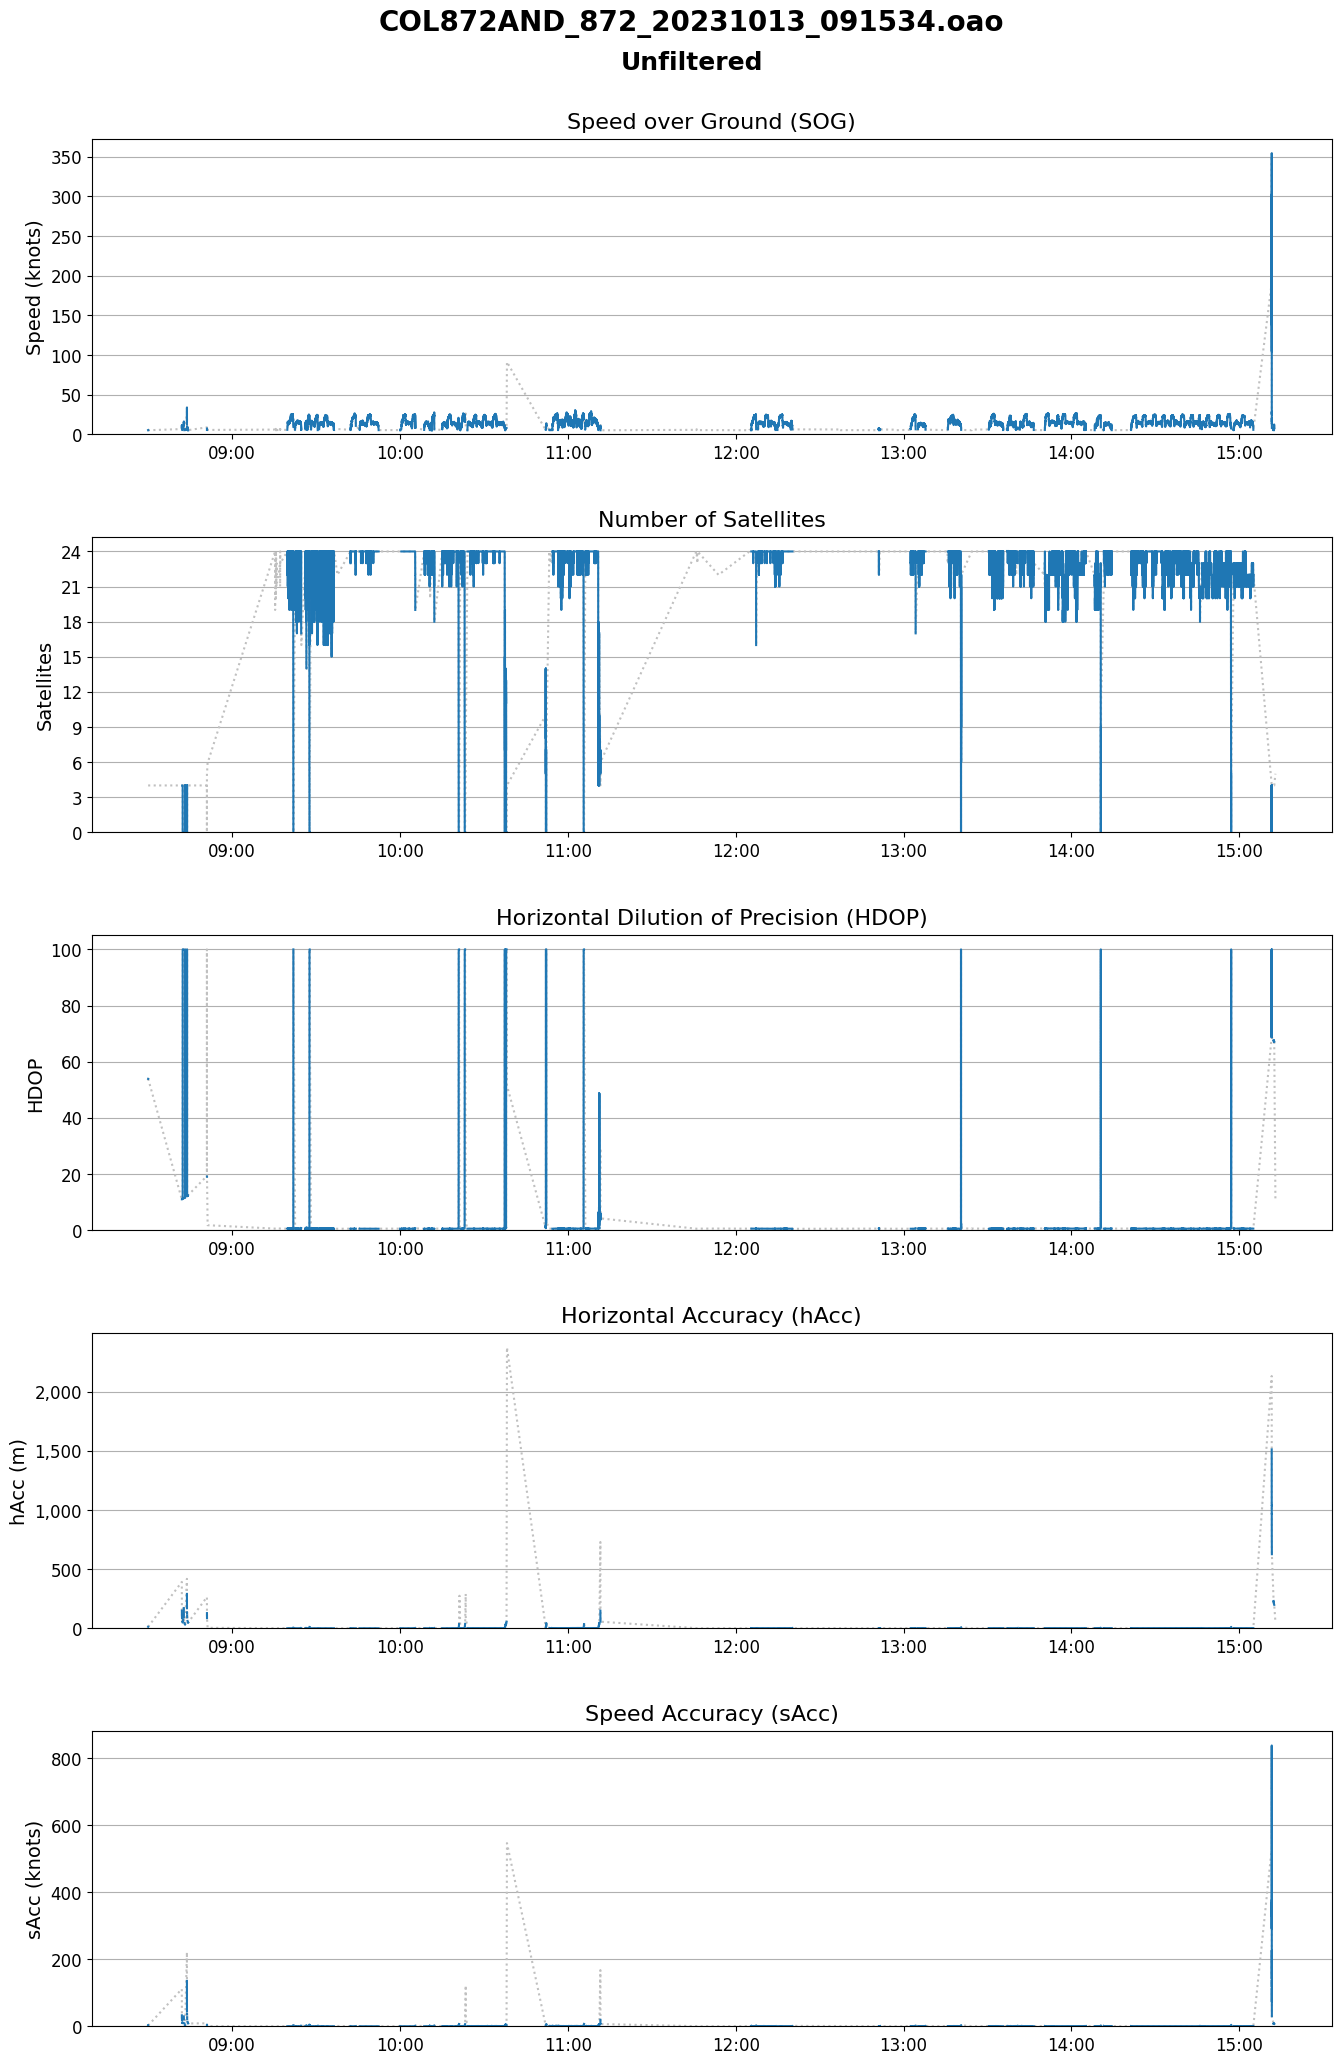 COL872AND_872_20231013_091534.oao
Unfiltered
Speed over Ground (SOG)
Speed (knots)
350
300
250
200
150
100
50
0
09:00 10:00 11:00 12:00 13:00 14:00 15:00
Number of Satellites
Satellites
24
21
18
15
12
9
6
3
0
09:00 10:00 11:00 12:00 13:00 14:00 15:00
Horizontal Dilution of Precision (HDOP)
HDOP
100
80
60
40
20
0
09:00 10:00 11:00 12:00 13:00 14:00 15:00
Horizontal Accuracy (hAcc)
hAcc (m)
2,000
1,500
1,000
500
0
09:00 10:00 11:00 12:00 13:00 14:00 15:00
Speed Accuracy (sAcc)
sAcc (knots)
800
600
400
200
0
09:00 10:00 11:00 12:00 13:00 14:00 15:00